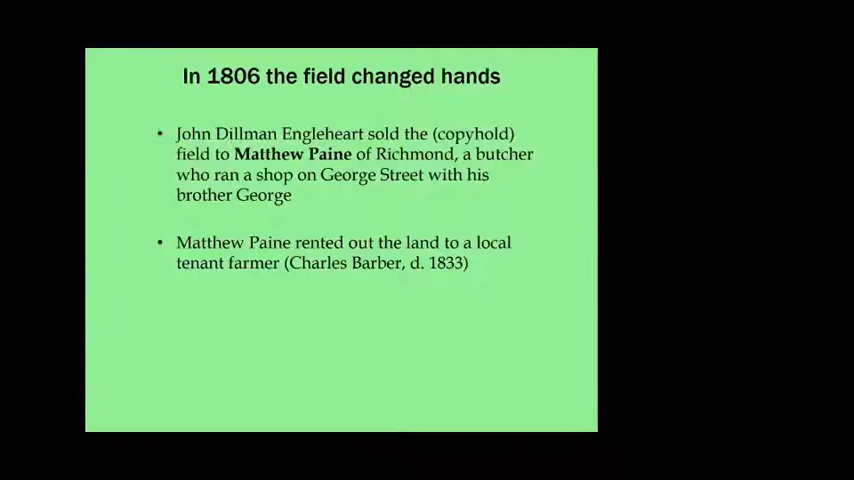 In 1806 the field changed hands
• John Dillman Engleheart sold the (copyhold)
field to Matthew Paine of Richmond, a butcher
who ran a shop on George Street with his
brother George
• Matthew Paine rented out the land to a local
tenant farmer (Charles Barber, d. 1833)